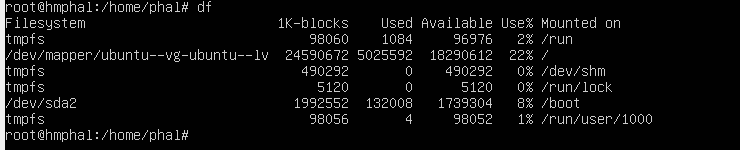 root@hmphal:/home/phal# df
Filesystem                        1K-blocks    Used Available Use% Mounted on
tmpfs                                 98060    1084     96976   2% /run
/dev/mapper/ubuntu--vg-ubuntu--lv  24590672 5025592  18290612  22% /
tmpfs                                490292       0    490292   0% /dev/shm
tmpfs                                  5120       0      5120   0% /run/lock
/dev/sda2                           1992552  132008   1739304   8% /boot
tmpfs                                 98056       4     98052   1% /run/user/1000
root@hmphal:/home/phal#